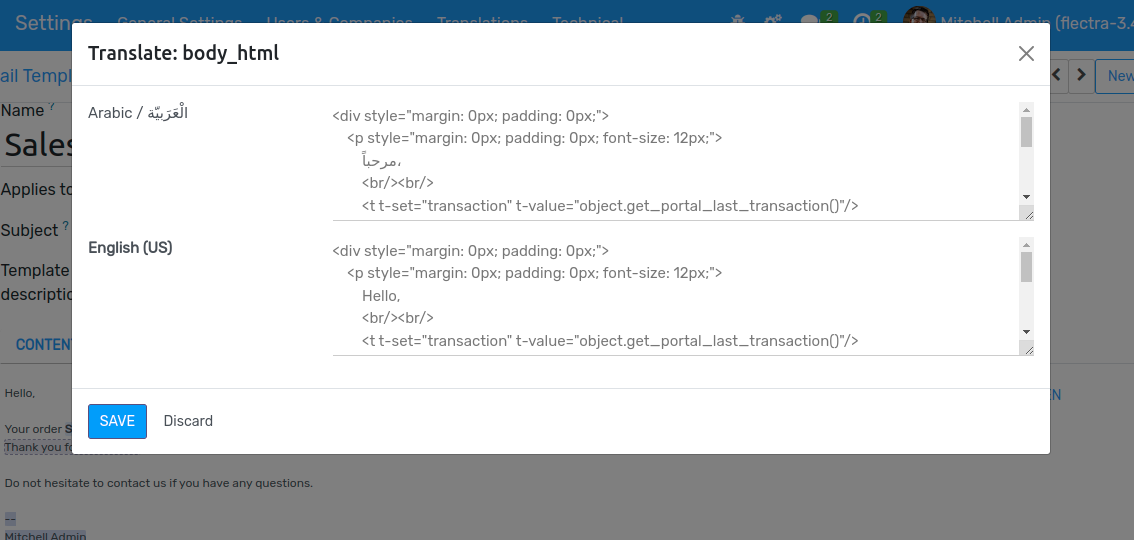 Settings General Settings Users & Companies Translations Technical 2 2 Mitchell Admin (flectra-3.4
Translate: body_html
ail Templ
New
Name ?
Sales
Applies to
Subject ?
Template
descriptio
CONTENT
Arabic / الْعَرَبيّة
<div style="margin: 0px; padding: 0px;">
<p style="margin: 0px; padding: 0px; font-size: 12px;">
مرحباً،
<br/><br/>
<t t-set="transaction" t-value="object.get_portal_last_transaction()"/>
English (US)
<div style="margin: 0px; padding: 0px;">
<p style="margin: 0px; padding: 0px; font-size: 12px;">
Hello,
<br/><br/>
<t t-set="transaction" t-value="object.get_portal_last_transaction()"/>
SAVE Discard
EN
Hello,
Your order S
Thank you fo
Do not hesitate to contact us if you have any questions.
--
Mitchell Admin